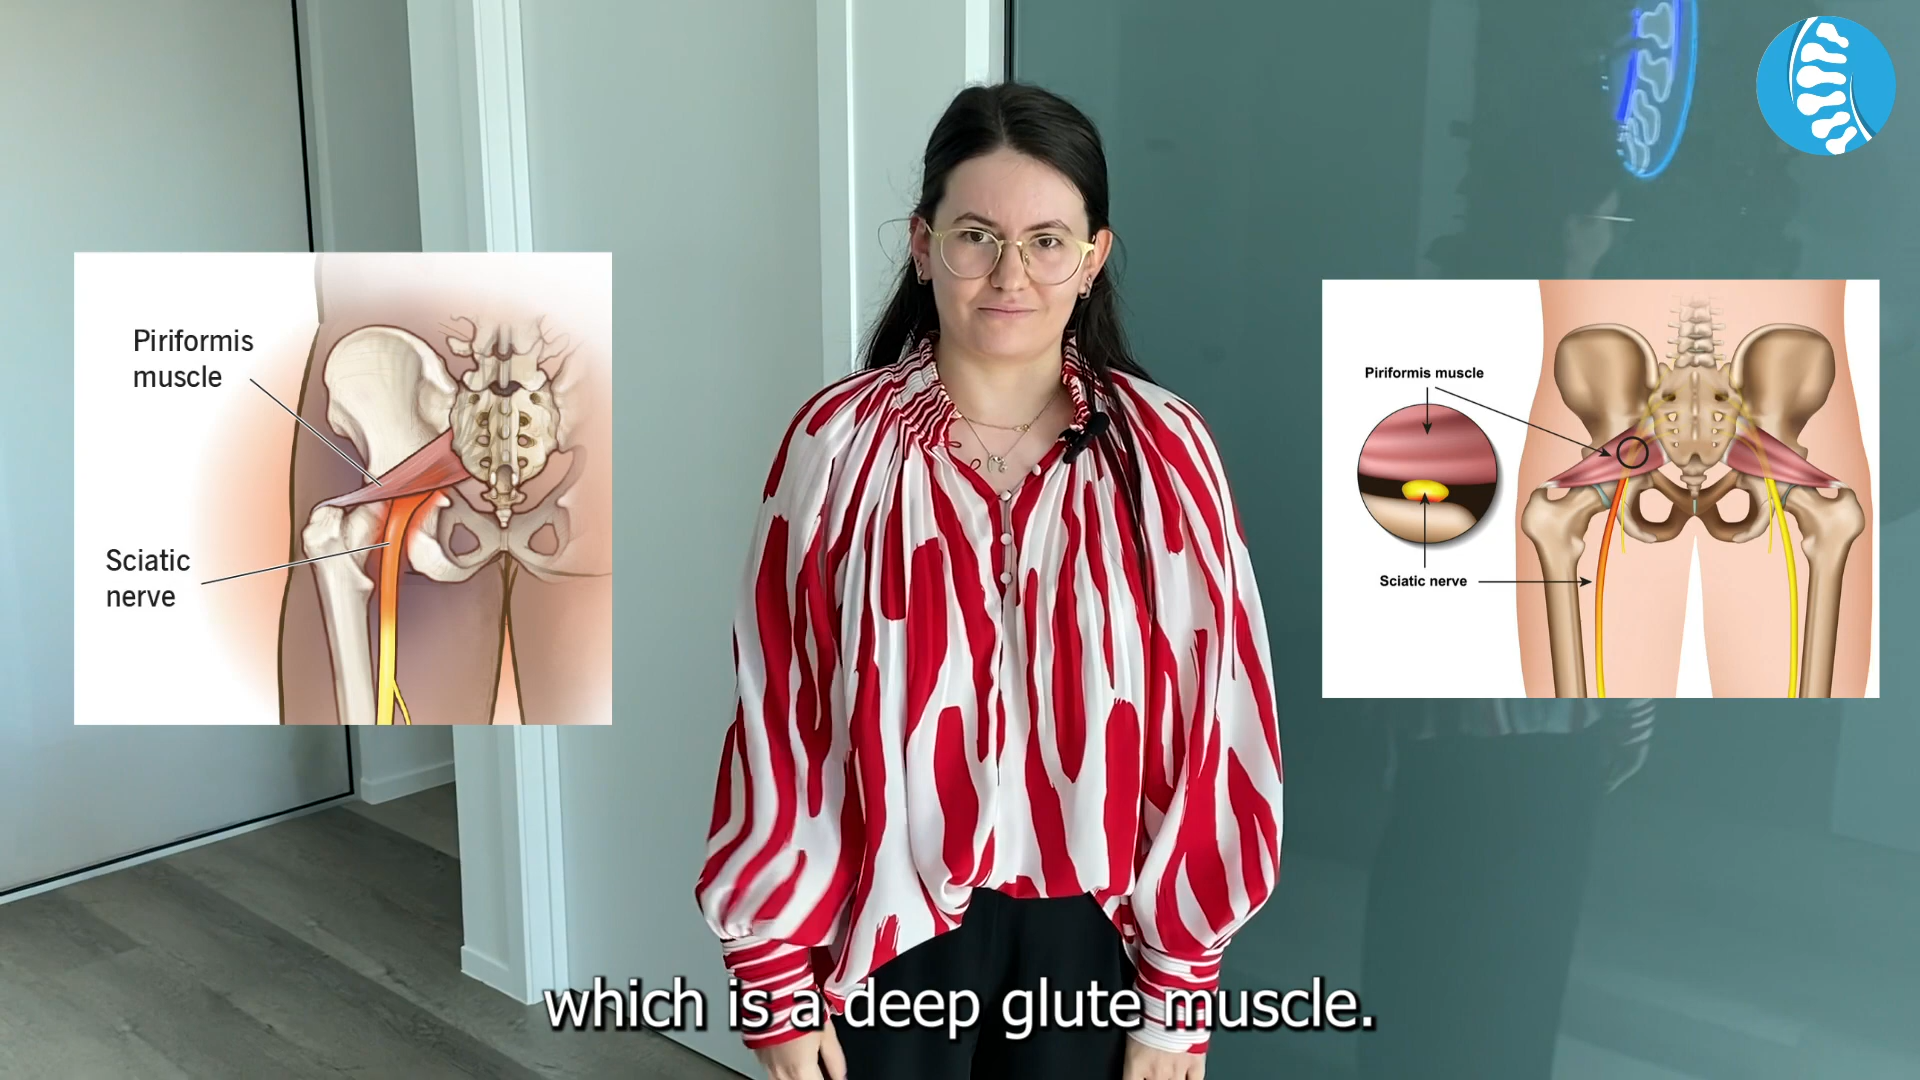 Piriformis
muscle
Sciatic
nerve
Piriformis muscle
Sciatic nerve
which is a deep glute muscle.